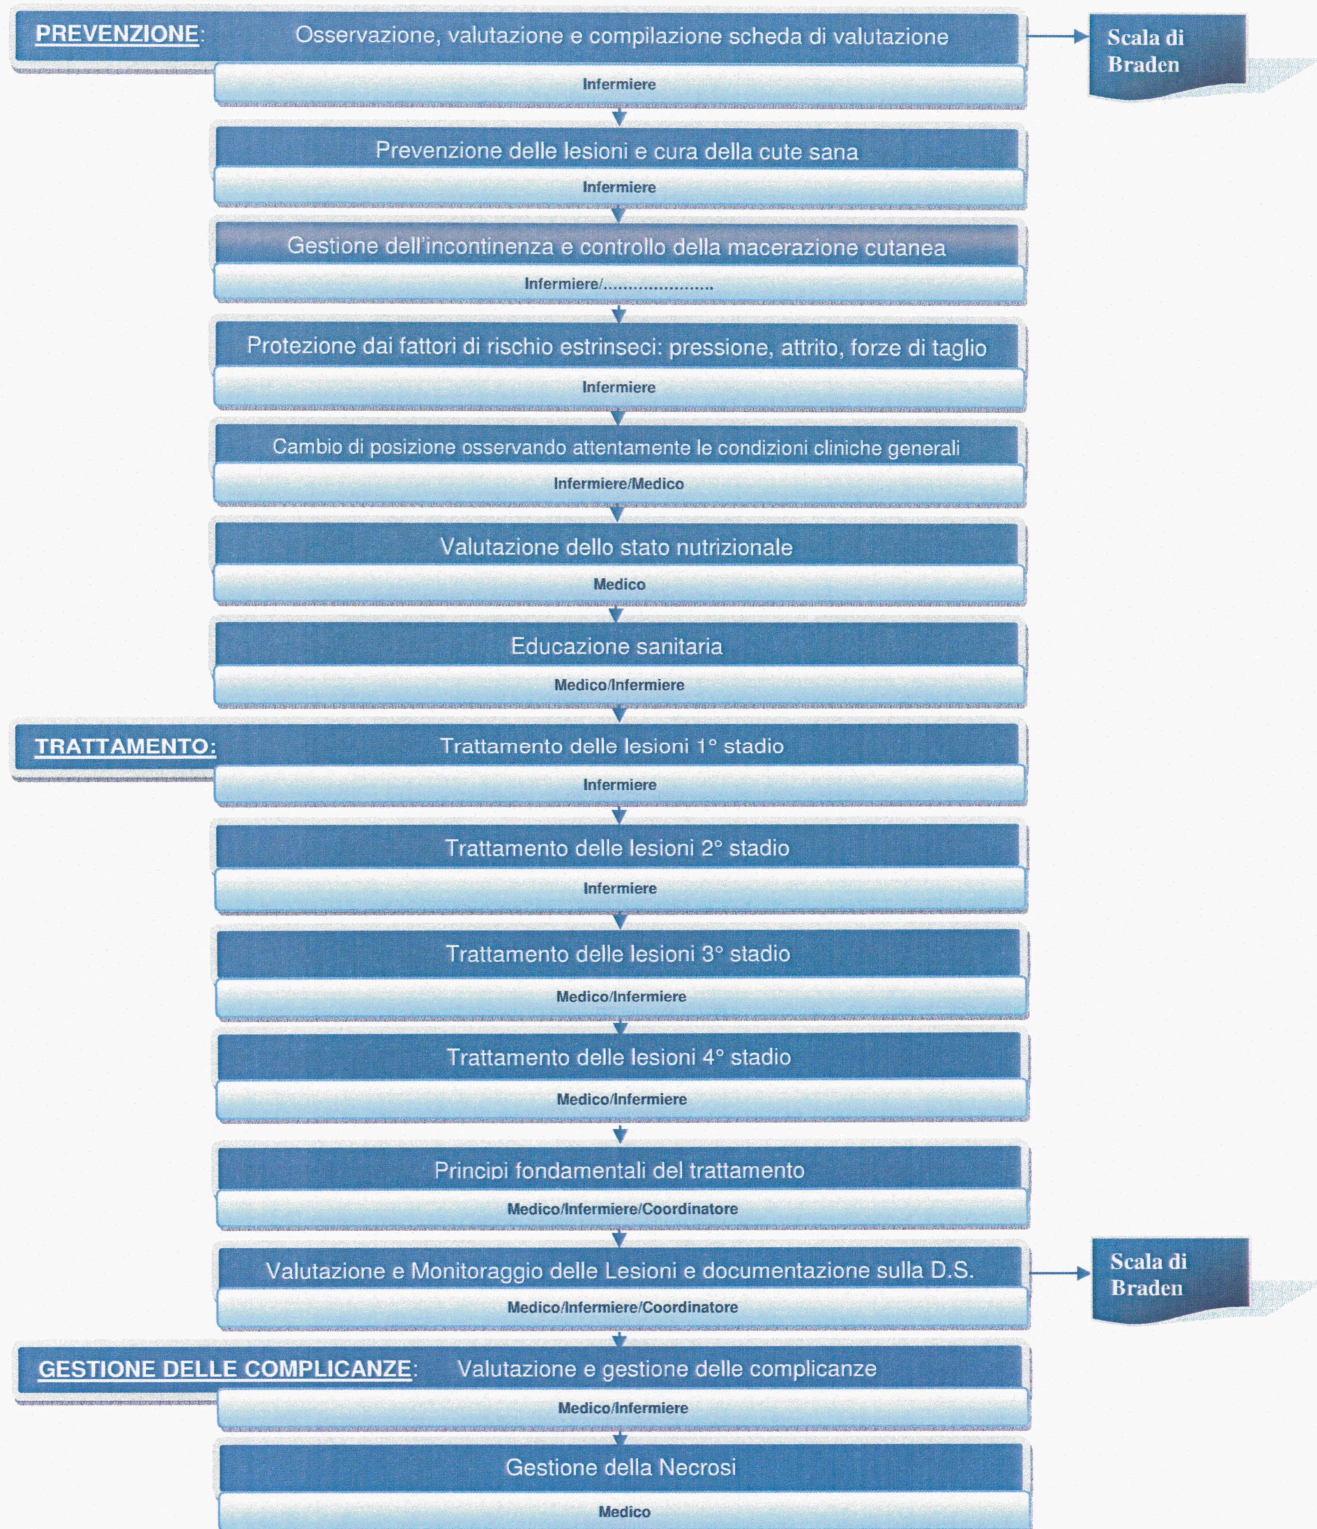 PREVENZIONE: Osservazione, valutazione e compilazione scheda di valutazione
Scala di
Braden
Infermiere
Prevenzione delle lesioni e cura della cute sana
Infermiere
Gestione dell'incontinenza e controllo della macerazione cutanea
Infermiere/......................
Protezione dai fattori di rischio estrinseci: pressione, attrito, forze di taglio
Infermiere
Cambio di posizione osservando attentamente le condizioni cliniche generali
Infermiere/Medico
Valutazione dello stato nutrizionale
Medico
Educazione sanitaria
Medico/Infermiere
TRATTAMENTO: Trattamento delle lesioni 1° stadio
Infermiere
Trattamento delle lesioni 2° stadio
Infermiere
Trattamento delle lesioni 3° stadio
Medico/Infermiere
Trattamento delle lesioni 4° stadio
Medico/Infermiere
Principi fondamentali del trattamento
Medico/Infermiere/Coordinatore
Valutazione e Monitoraggio delle Lesioni e documentazione sulla D.S.
Scala di
Braden
Medico/Infermiere/Coordinatore
GESTIONE DELLE COMPLICANZE: Valutazione e gestione delle complicanze
Medico/Infermiere
Gestione della Necrosi
Medico